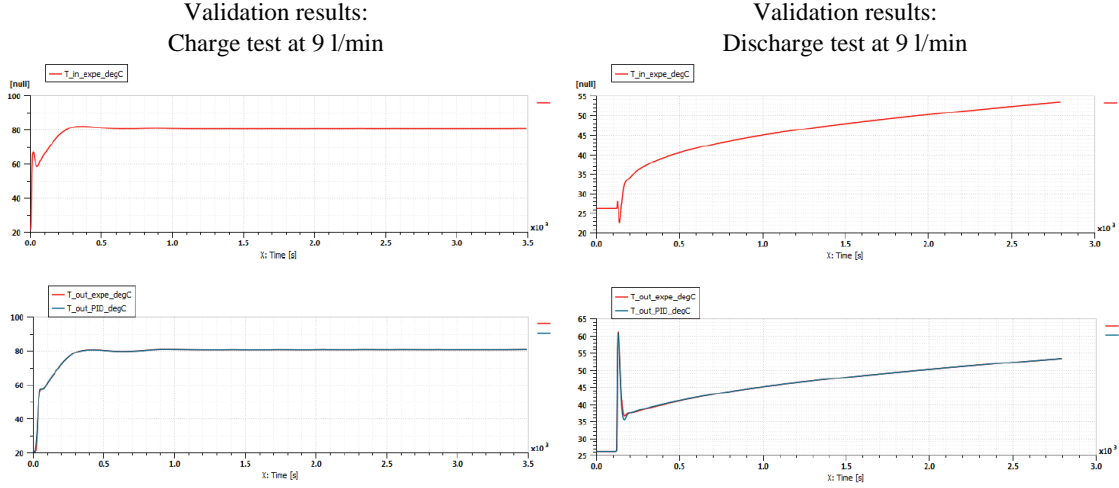 Validation results:
Charge test at 9 l/min
Validation results:
Discharge test at 9 l/min
T_in_expe_degC
[null]
100
80
60
40
20
0.0 0.5 1.0 1.5 2.0 2.5 3.0 3.5
x10³
X: Time [s]
T_in_expe_degC
[null]
55
50
45
40
35
30
25
20
0.0 0.5 1.0 1.5 2.0 2.5 3.0
x10³
X: Time [s]
T_out_expe_degC
T_out_PID_degC
100
80
60
40
20
0.0 0.5 1.0 1.5 2.0 2.5 3.0 3.5
x10³
X: Time [s]
T_out_expe_degC
T_out_PID_degC
65
60
55
50
45
40
35
30
25
0.0 0.5 1.0 1.5 2.0 2.5 3.0
x10³
X: Time [s]